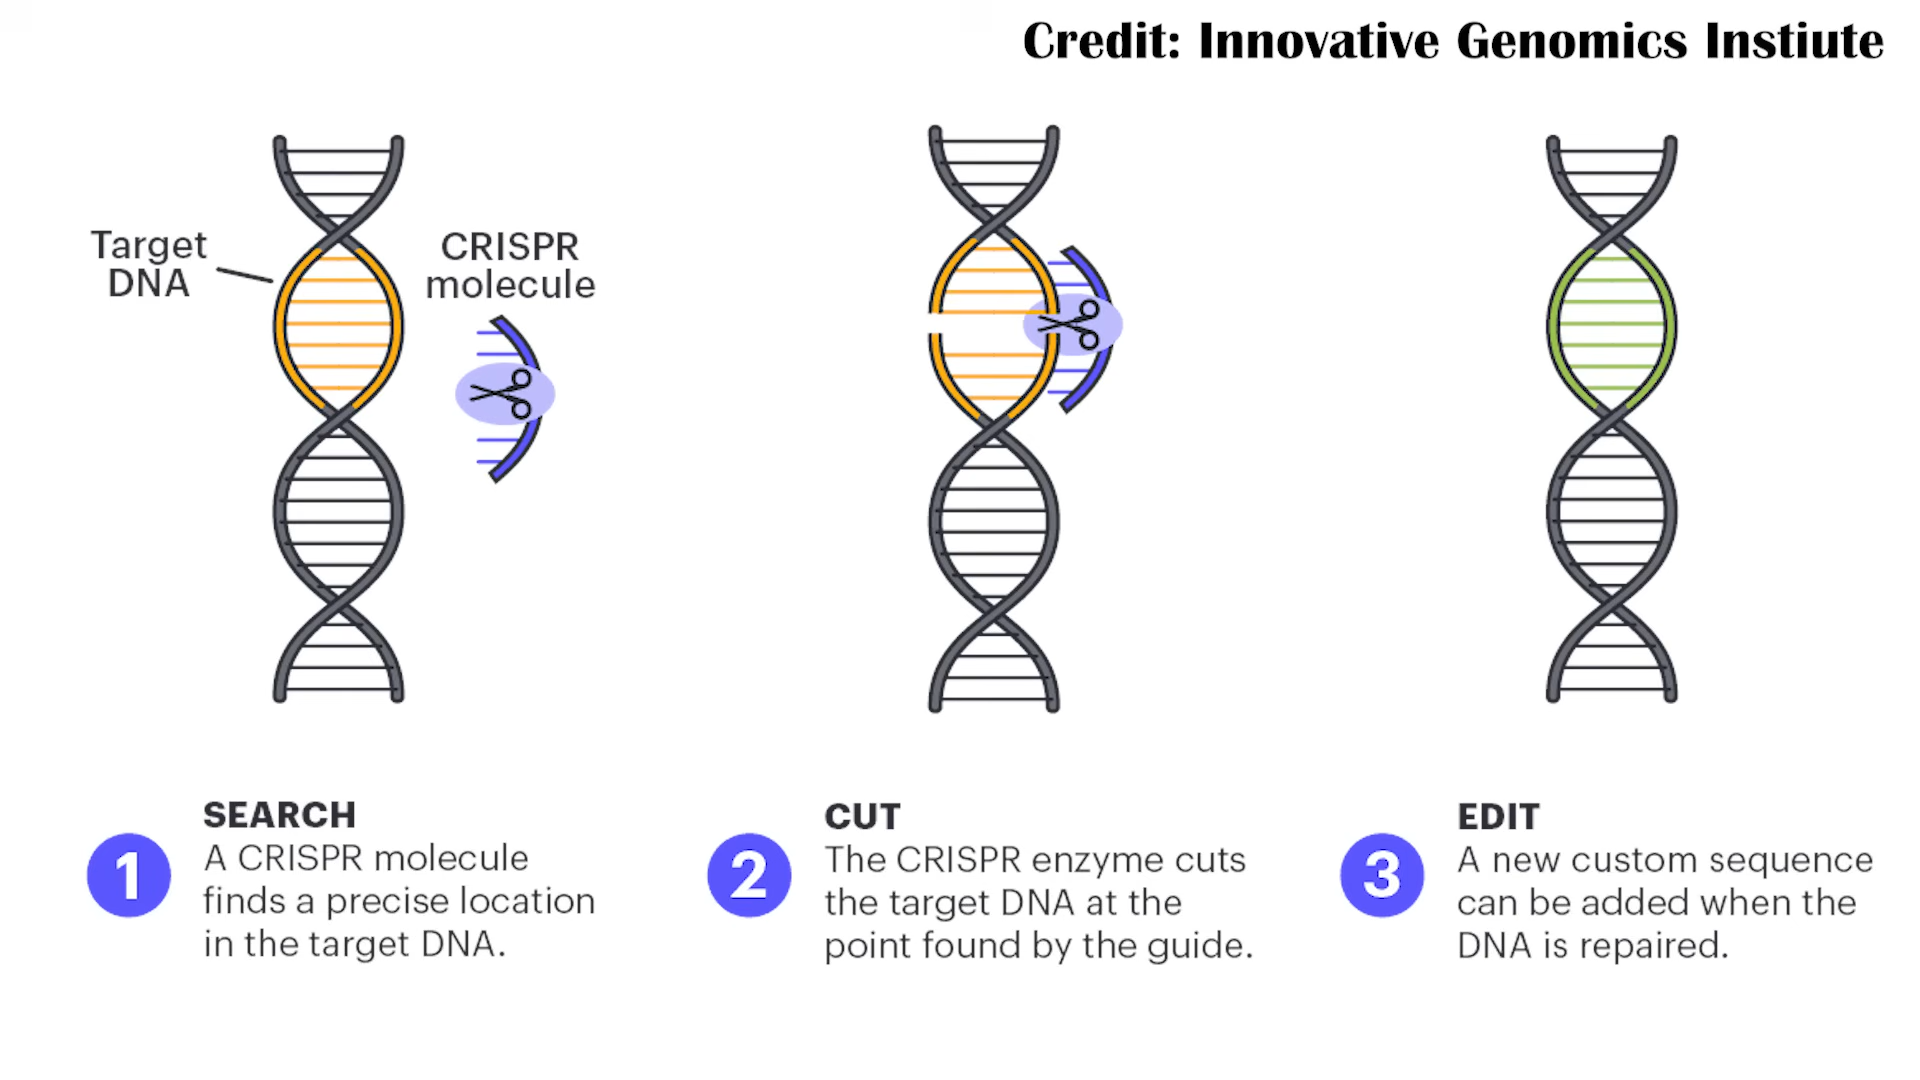 Credit: Innovative Genomics Instiute
Target
DNA
CRISPR
molecule
1
SEARCH
A CRISPR molecule
finds a precise location
in the target DNA.
2
CUT
The CRISPR enzyme cuts
the target DNA at the
point found by the guide.
3
EDIT
A new custom sequence
can be added when the
DNA is repaired.